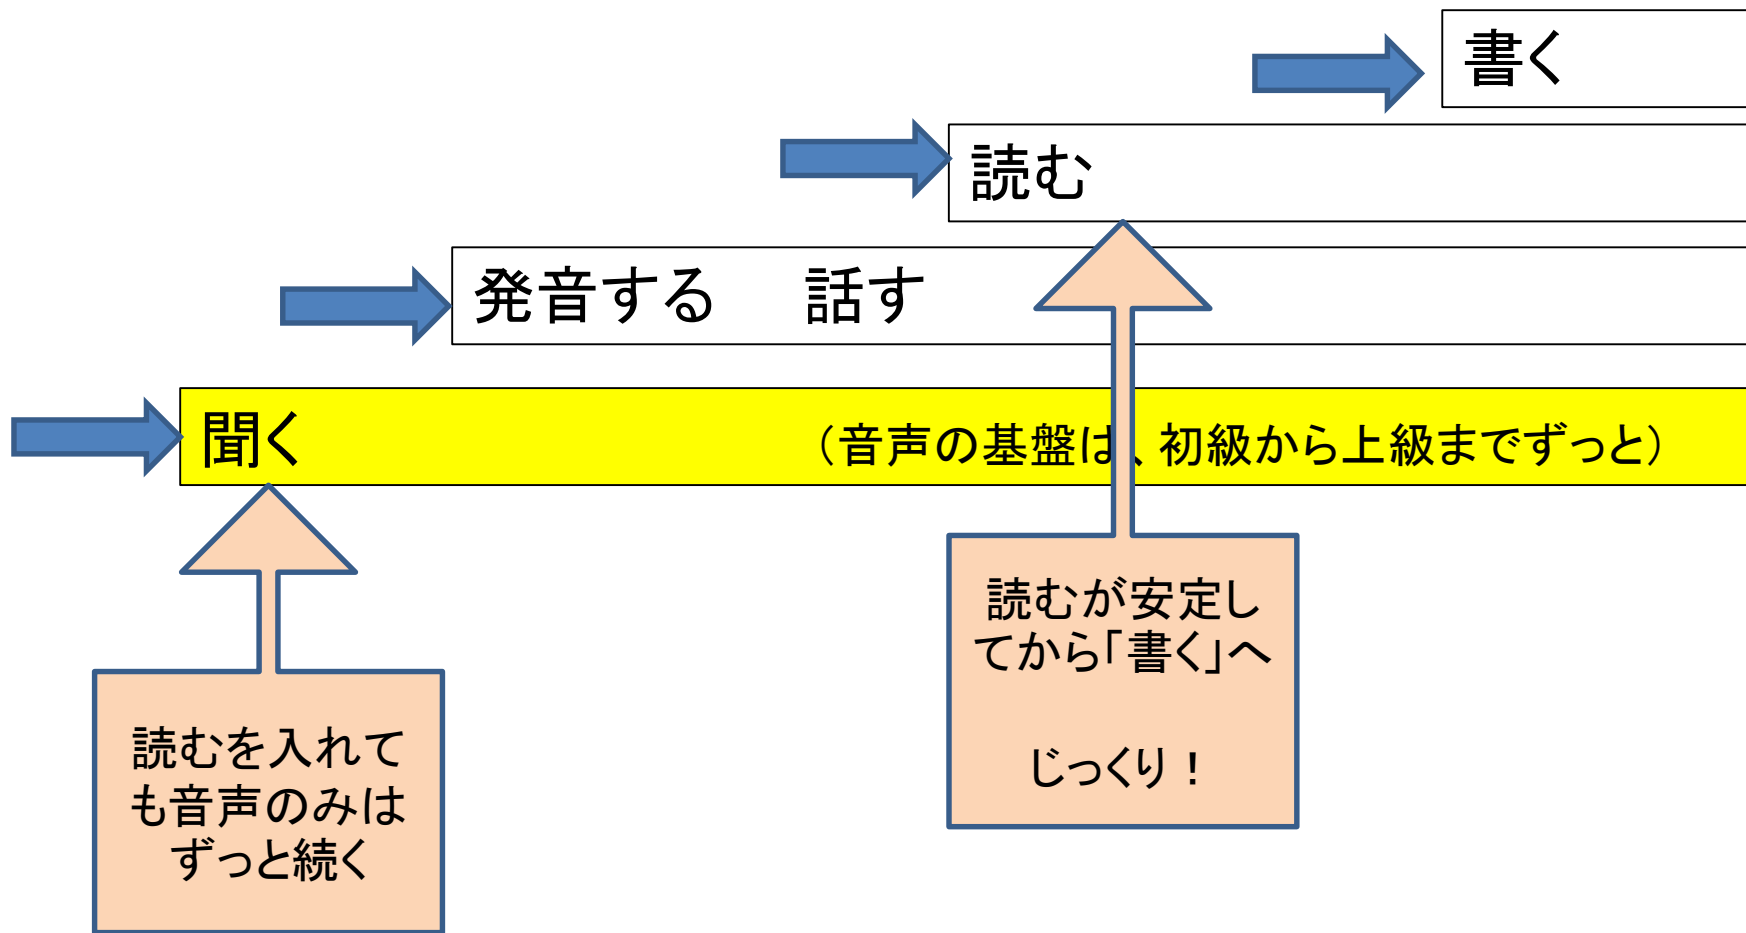 書く
読む
発音する　話す
聞く　（音声の基盤は、初級から上級までずっと）
読むが安定し
てから「書く」へ
じっくり！
読むを入れて
も音声のみは
ずっと続く